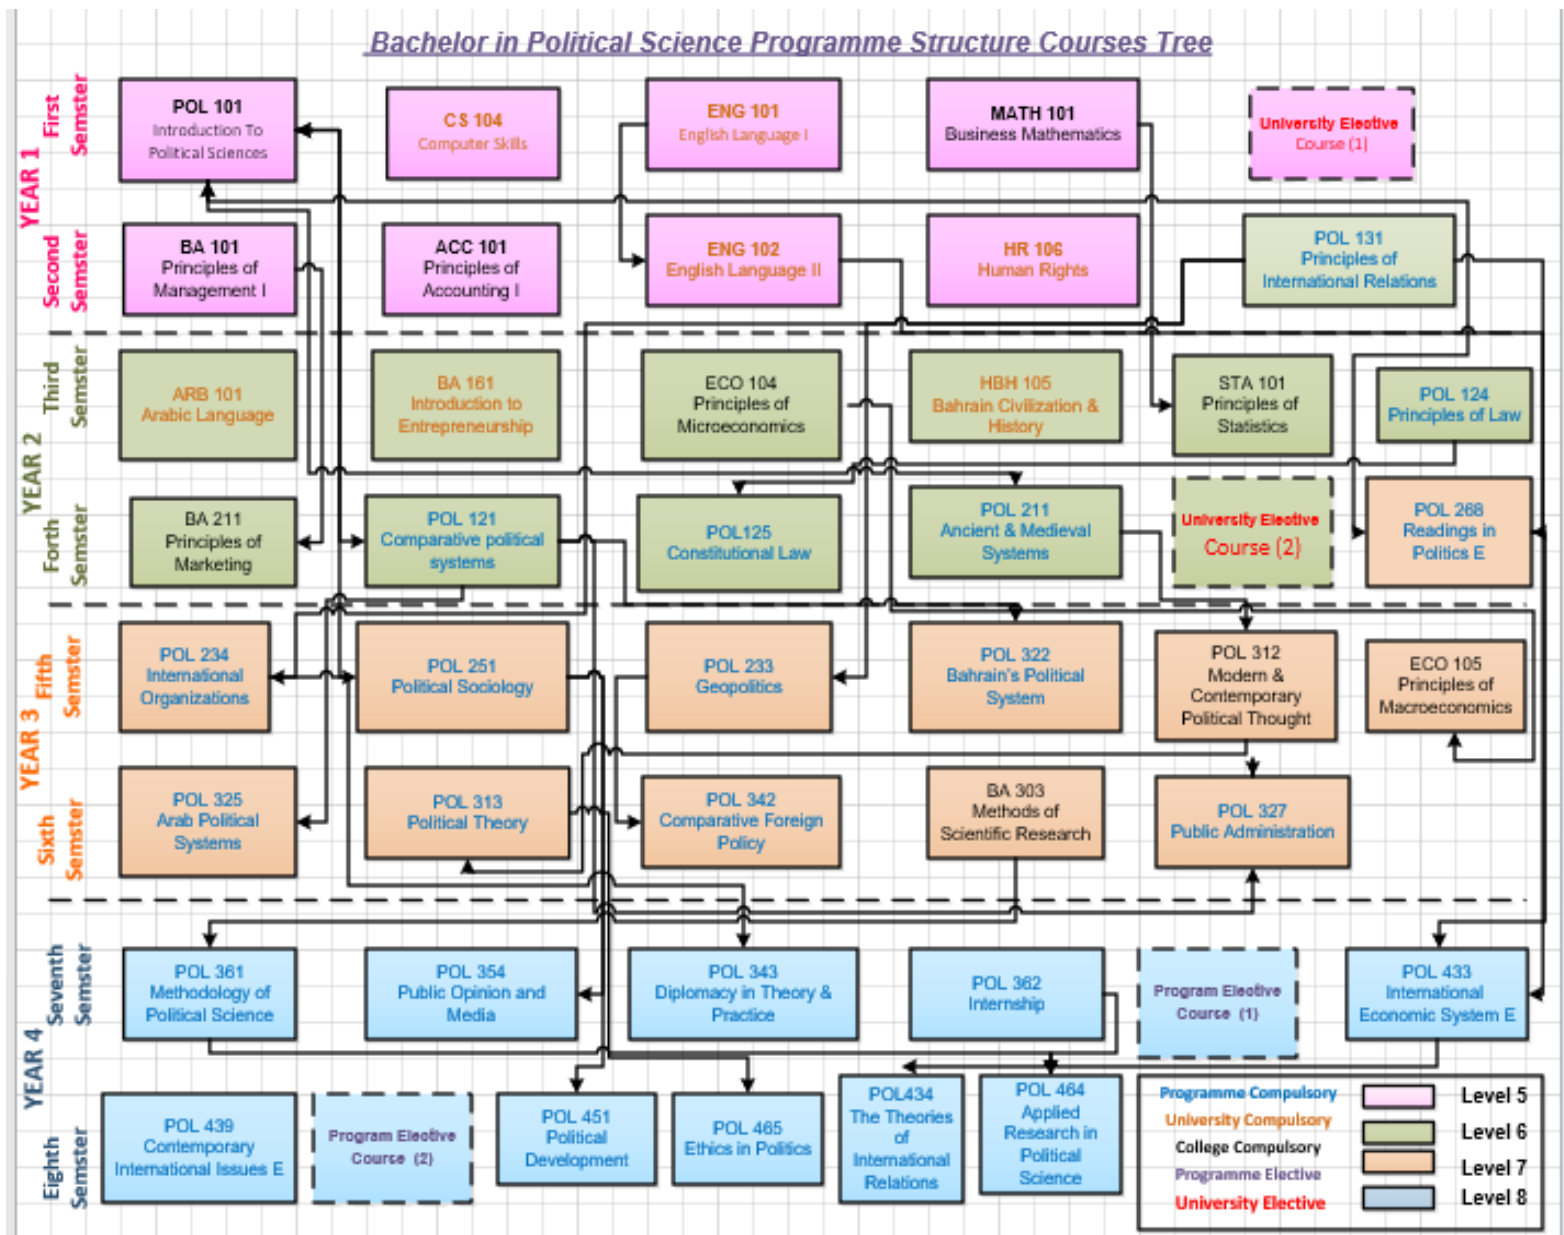 Bachelor in Political Science Programme Structure Courses Tree
YEAR 1
First
Semster
POL 101
Introduction To
Political Sciences
CS 104
Computer Skills
ENG 101
English Language I
MATH 101
Business Mathematics
University Elective
Course (1)
Second
Semster
BA 101
Principles of
Management I
ACC 101
Principles of
Accounting I
ENG 102
English Language II
HR 106
Human Rights
POL 131
Principles of
International Relations
YEAR 2
Third
Semster
ARB 101
Arabic Language
BA 161
Introduction to
Entrepreneurship
ECO 104
Principles of
Microeconomics
HBH 105
Bahrain Civilization &
History
STA 101
Principles of
Statistics
POL 124
Principles of Law
Forth
Semster
BA 211
Principles of
Marketing
POL 121
Comparative political
systems
POL125
Constitutional Law
POL 211
Ancient & Medieval
Systems
University Elective
Course (2)
POL 268
Readings in
Politics E
YEAR 3
Fifth
Semster
POL 234
International
Organizations
POL 251
Political Sociology
POL 233
Geopolitics
POL 322
Bahrain's Political
System
POL 312
Modern &
Contemporary
Political Thought
ECO 105
Principles of
Macroeconomics
Sixth
Semster
POL 325
Arab Political
Systems
POL 313
Political Theory
POL 342
Comparative Foreign
Policy
BA 303
Methods of
Scientific Research
POL 327
Public Administration
YEAR 4
Seventh
Semster
POL 361
Methodology of
Political Science
POL 354
Public Opinion and
Media
POL 343
Diplomacy in Theory &
Practice
POL 362
Internship
Program Elective
Course (1)
POL 433
International
Economic System E
Eighth
Semster
POL 439
Contemporary
International Issues E
Program Elective
Course (2)
POL 451
Political
Development
POL 465
Ethics in Politics
POL434
The Theories
of
International
Relations
POL 464
Applied
Research in
Political
Science
Programme Compulsory
University Compulsory
College Compulsory
Programme Elective
University Elective
Level 5
Level 6
Level 7
Level 8